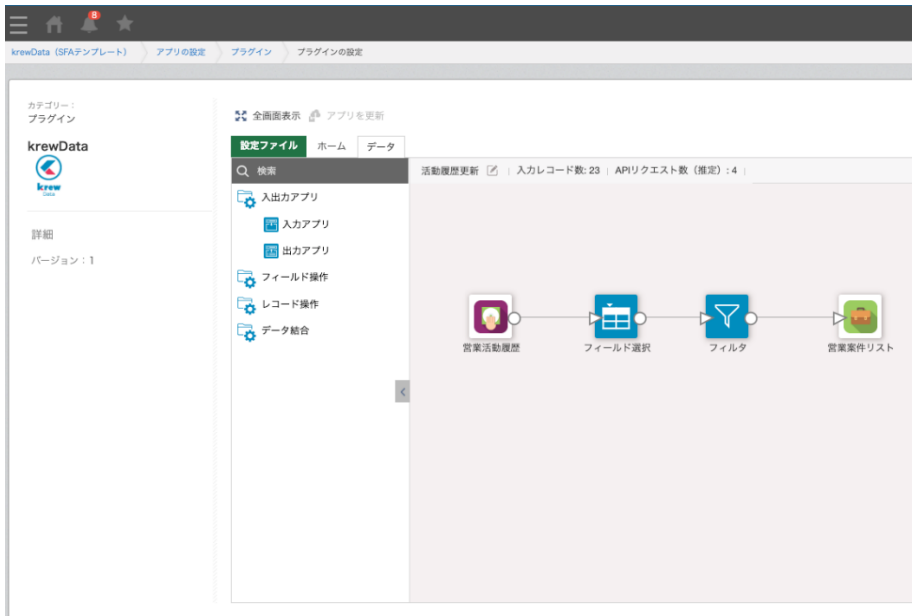 8
krewData（SFAテンプレート） アプリの設定 プラグイン プラグインの設定
カテゴリー：
プラグイン
krewData
krew
Data
詳細
バージョン：1
全画面表示 アプリを更新
設定ファイル ホーム データ
検索
入出力アプリ
入力アプリ
出力アプリ
フィールド操作
レコード操作
データ結合
活動履歴更新 入力レコード数: 23 APIリクエスト数（推定）: 4
営業活動履歴 フィールド選択 フィルタ 営業案件リスト